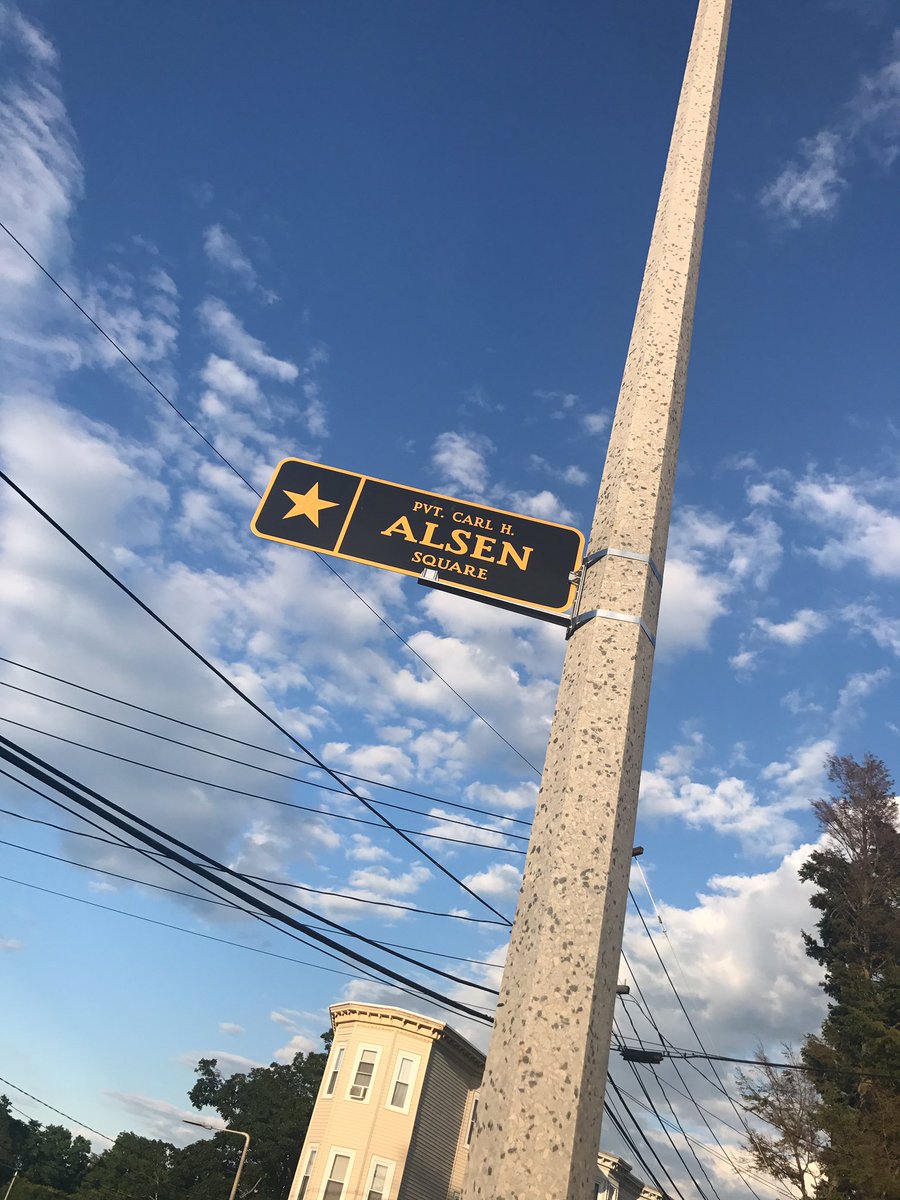 PVT. CARL H.
ALSEN
SQUARE